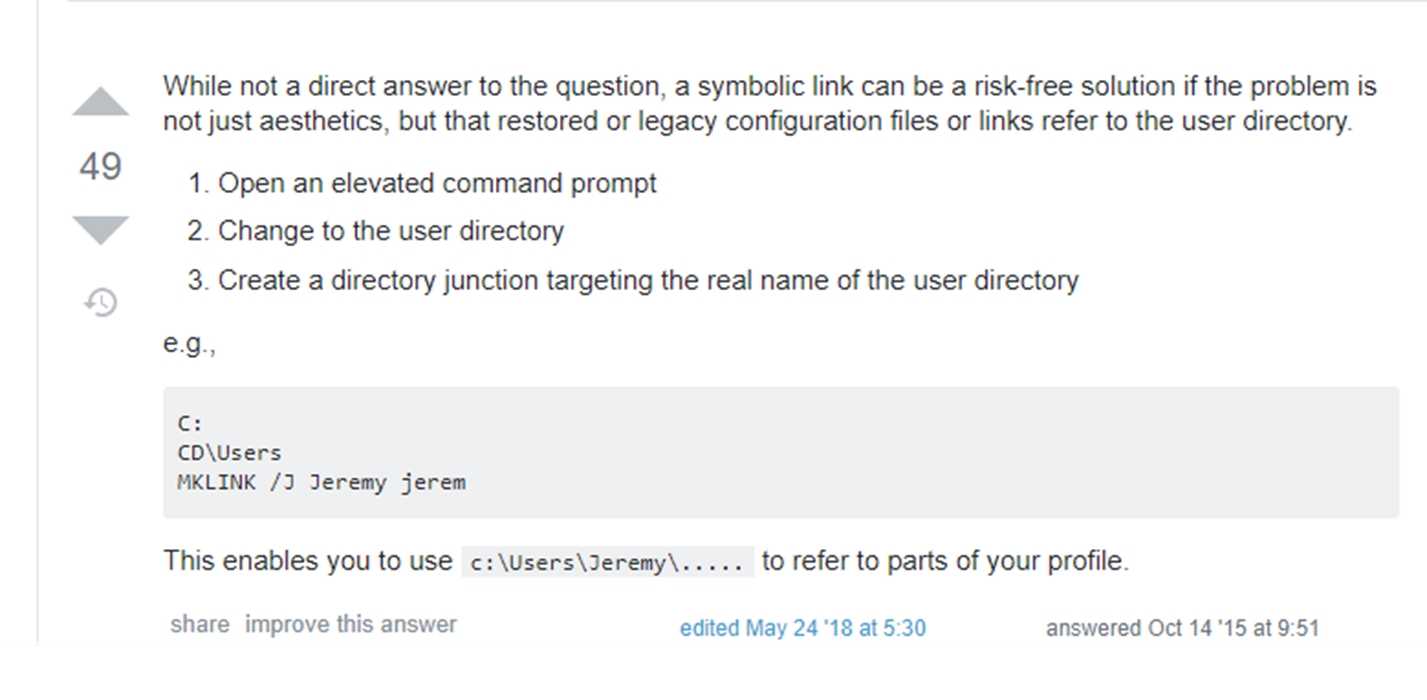 While not a direct answer to the question, a symbolic link can be a risk-free solution if the problem is
not just aesthetics, but that restored or legacy configuration files or links refer to the user directory.
49
1. Open an elevated command prompt
2. Change to the user directory
3. Create a directory junction targeting the real name of the user directory
e.g.,
C:
CD\Users
MKLINK /J Jeremy jerem
This enables you to use c:\Users\Jeremy\..... to refer to parts of your profile.
share improve this answer edited May 24 '18 at 5:30 answered Oct 14 '15 at 9:51